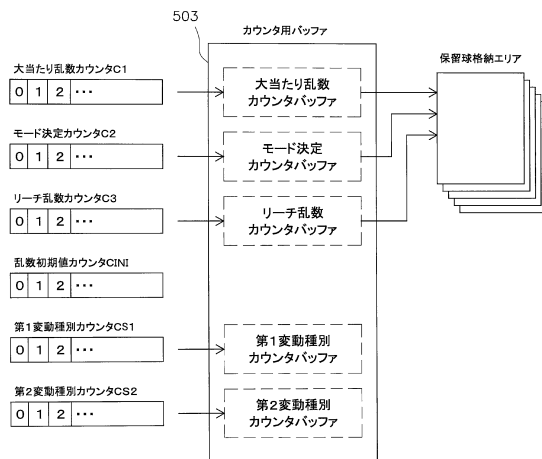 503
カウンタ用バッファ
保留球格納エリア
大当たり乱数カウンタC1
0 1 2 ・・・
大当たり乱数
カウンタバッファ
モード決定カウンタC2
0 1 2 ・・・
モード決定
カウンタバッファ
リーチ乱数カウンタC3
0 1 2 ・・・
リーチ乱数
カウンタバッファ
乱数初期値カウンタCINI
0 1 2 ・・・
第1変動種別カウンタCS1
0 1 2 ・・・
第1変動種別
カウンタバッファ
第2変動種別カウンタCS2
0 1 2 ・・・
第2変動種別
カウンタバッファ